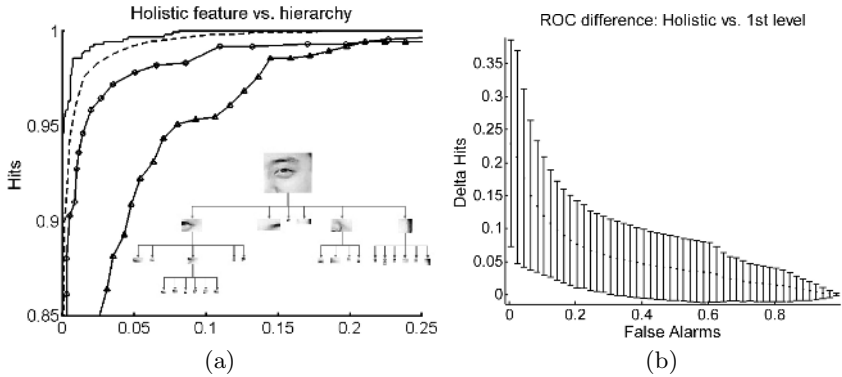 Holistic feature vs. hierarchy
1
0.95
0.9
0.85
Hits
0 0.05 0.1 0.15 0.2 0.25
(a)
ROC difference: Holistic vs. 1st level
0.35
0.3
0.25
0.2
0.15
0.1
0.05
0
Delta Hits
0 0.2 0.4 0.6 0.8
False Alarms
(b)